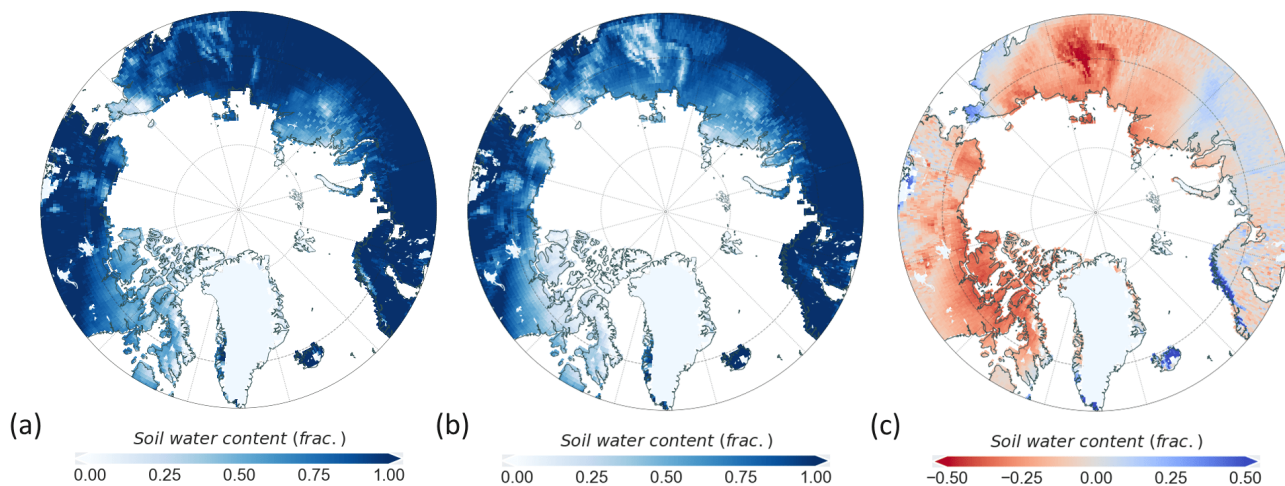 (a)
Soil water content (frac.)
0.00 0.25 0.50 0.75 1.00
(b)
Soil water content (frac.)
0.00 0.25 0.50 0.75 1.00
(c)
Soil water content (frac.)
−0.50 −0.25 0.00 0.25 0.50